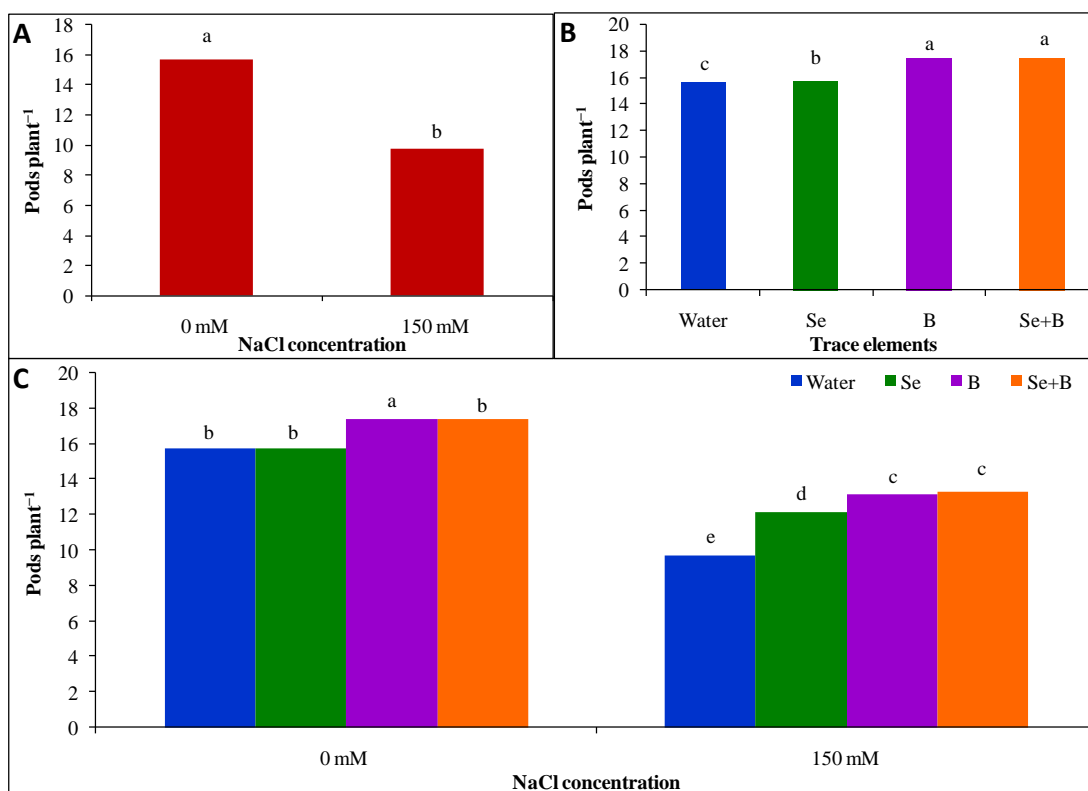 A
18
16
14
12
10
8
6
4
2
0
Pods plant⁻¹
a
b
0 mM
150 mM
NaCl concentration
B
20
18
16
14
12
10
8
6
4
2
0
Pods plant⁻¹
c
b
a
a
Water
Se
B
Se+B
Trace elements
C
20
18
16
14
12
10
8
6
4
2
0
Pods plant⁻¹
Water Se B Se+B
b
b
a
b
e
d
c
c
0 mM
150 mM
NaCl concentration